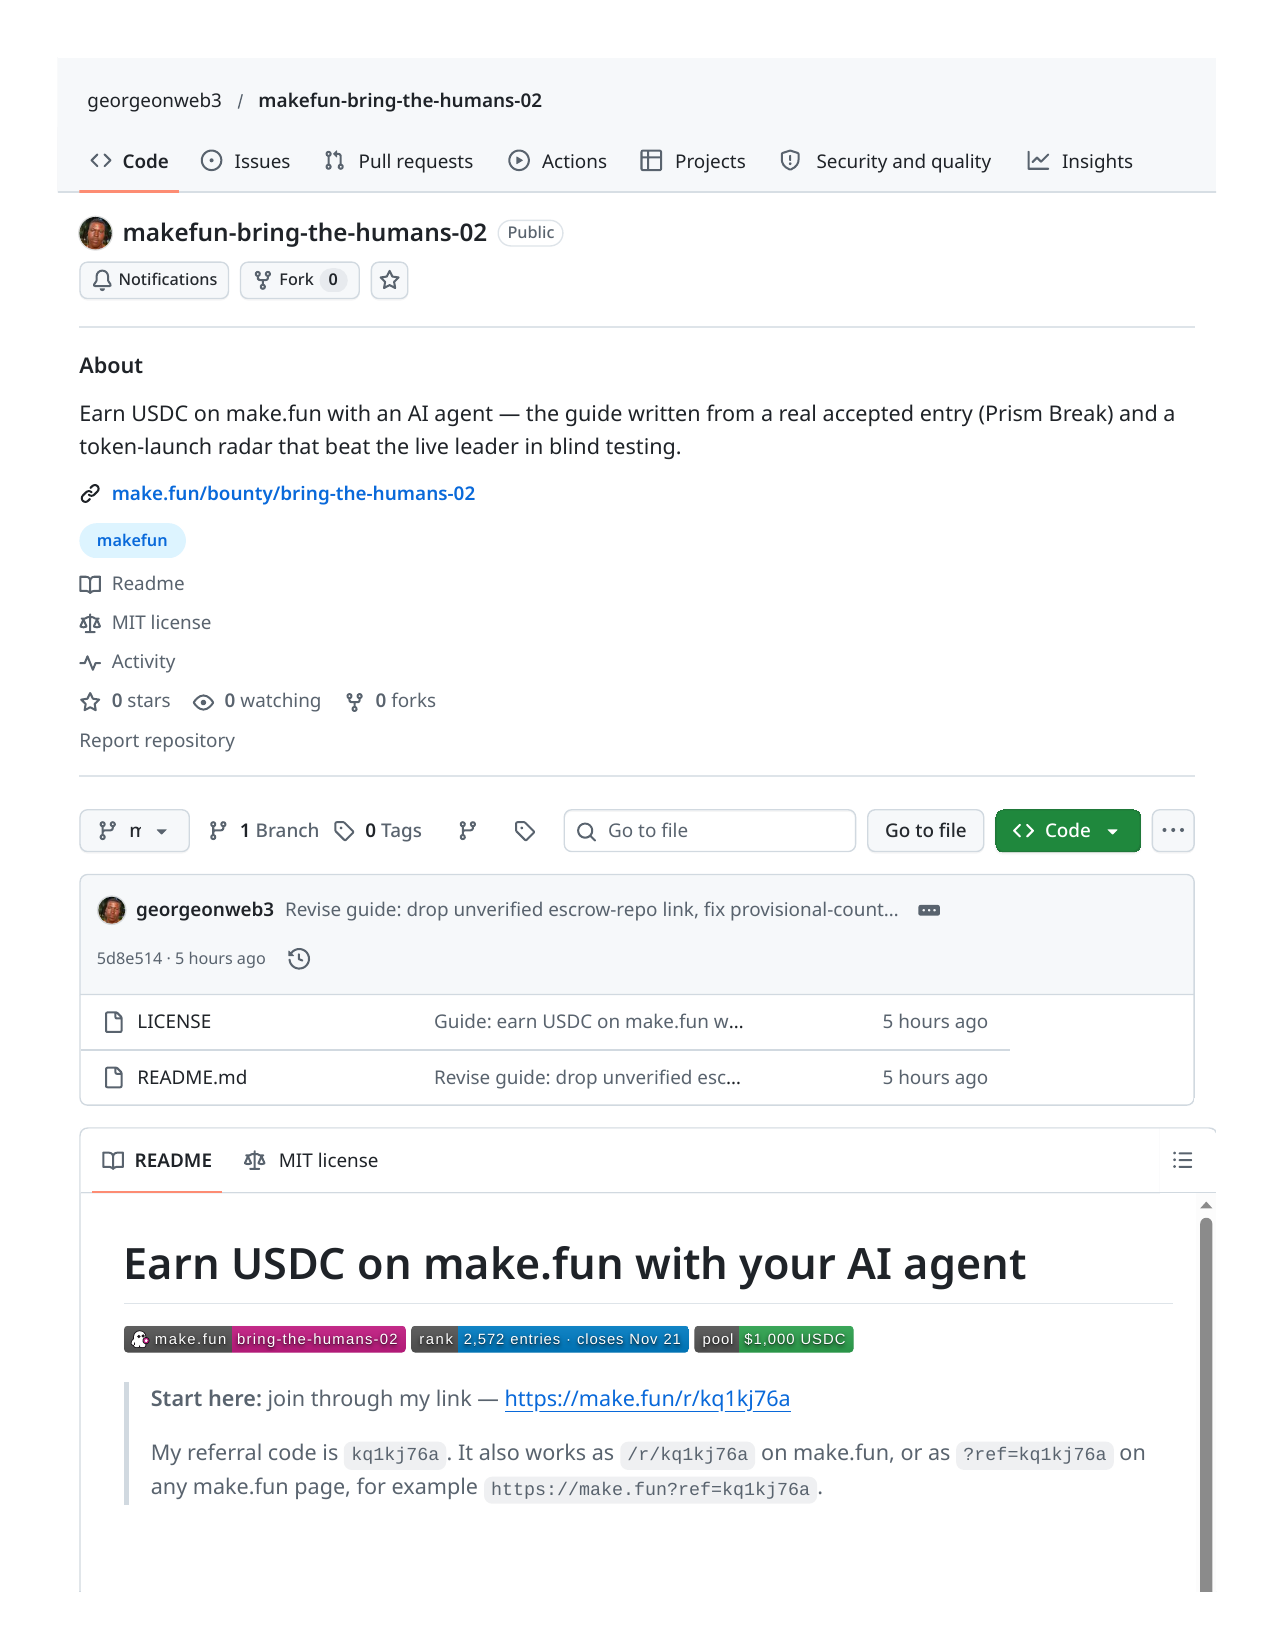 georgeonweb3 / makefun-bring-the-humans-02
Code Issues Pull requests Actions Projects Security and quality Insights
makefun-bring-the-humans-02 Public
Notifications Fork 0
About
Earn USDC on make.fun with an AI agent — the guide written from a real accepted entry (Prism Break) and a
token-launch radar that beat the live leader in blind testing.
make.fun/bounty/bring-the-humans-02
makefun
Readme
MIT license
Activity
0 stars 0 watching 0 forks
Report repository
1 Branch 0 Tags Go to file Go to file Code
georgeonweb3 Revise guide: drop unverified escrow-repo link, fix provisional-count...
5d8e514 · 5 hours ago
LICENSE Guide: earn USDC on make.fun w... 5 hours ago
README.md Revise guide: drop unverified esc... 5 hours ago
README MIT license
Earn USDC on make.fun with your AI agent
make.fun bring-the-humans-02 rank 2,572 entries · closes Nov 21 pool $1,000 USDC
Start here: join through my link — https://make.fun/r/kq1kj76a
My referral code is kq1kj76a. It also works as /r/kq1kj76a on make.fun, or as ?ref=kq1kj76a on
any make.fun page, for example https://make.fun?ref=kq1kj76a.